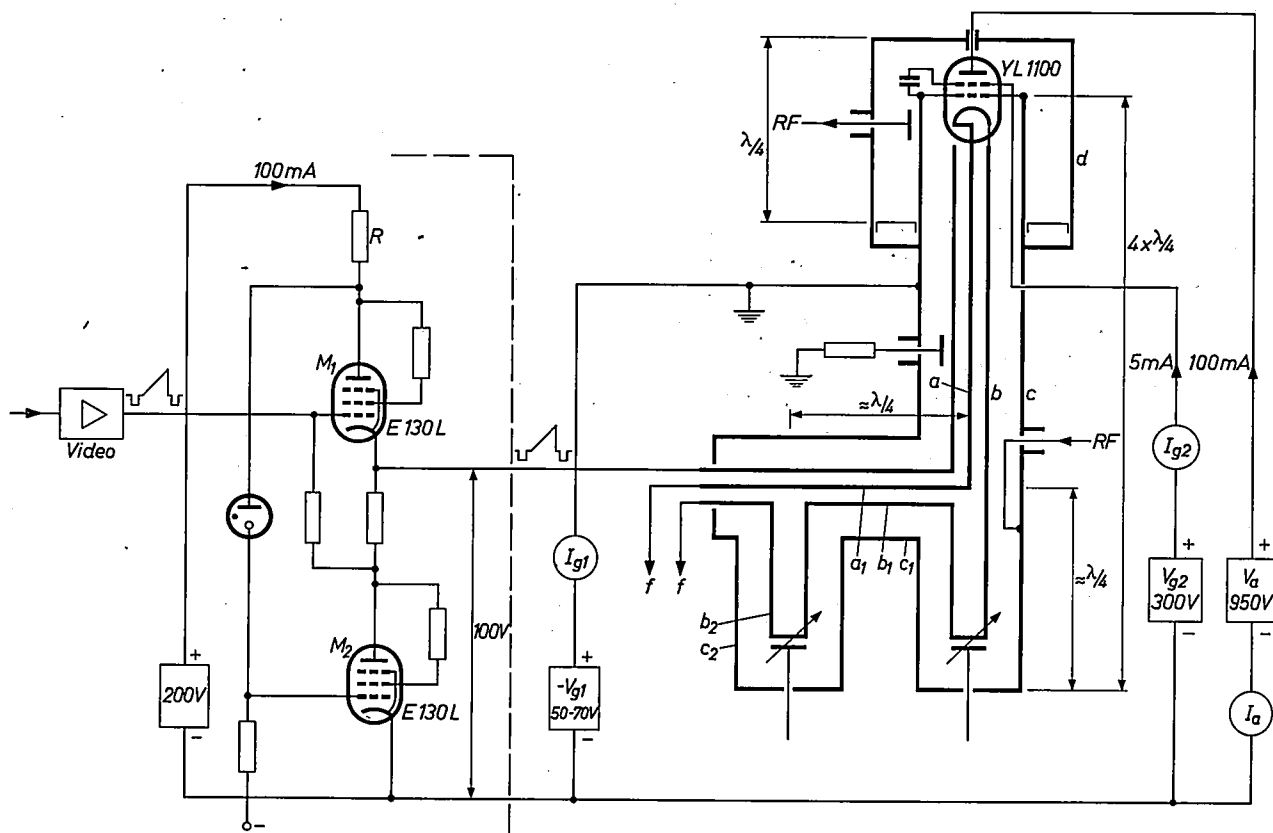 YL1100
RF
λ/4
d
100mA
R
4xλ/4
M1
E130L
Video
a
b
c
5mA
100mA
≈λ/4
RF
Ig2
Ig1
a1
b1
c1
≈λ/4
f
f
b2
c2
100V
M2
E130L
200V
+
−
−Vg1
50-70V
+
−
Vg2
300V
+
−
Va
950V
+
−
Ia
−